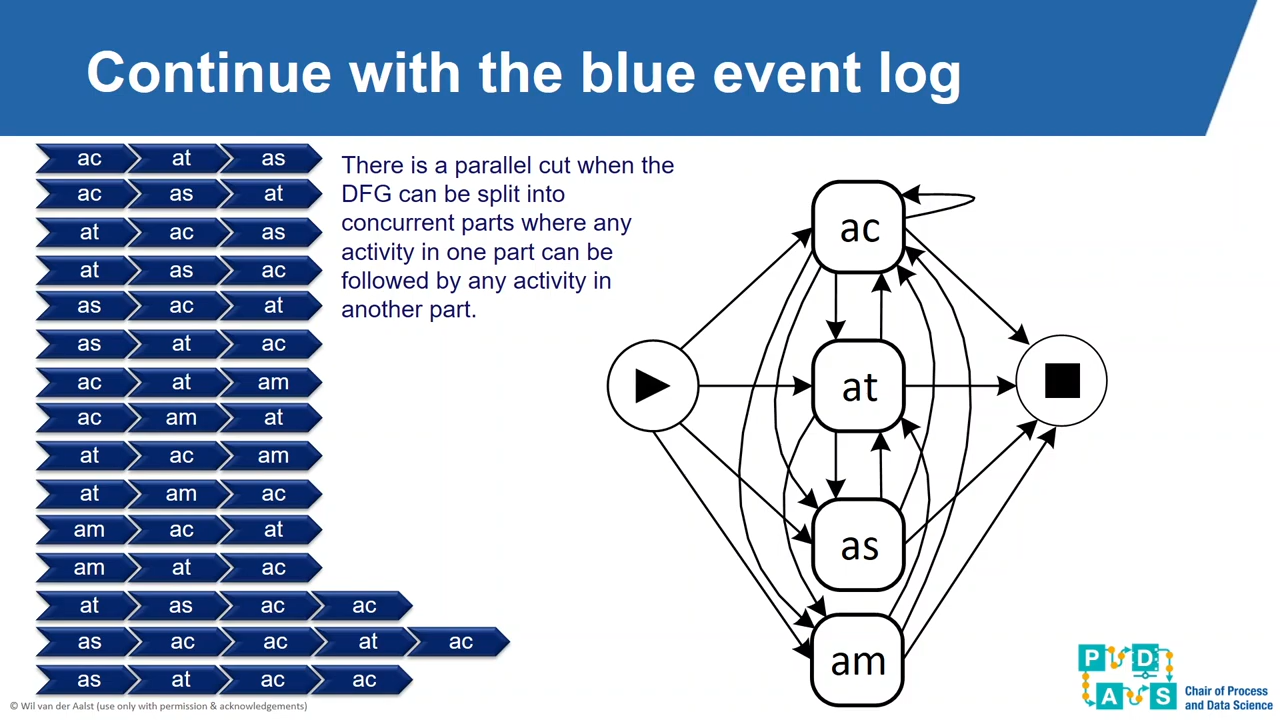 Continue with the blue event log
ac at as
ac as at
at ac as
at as ac
as ac at
as at ac
ac at am
ac am at
at ac am
at am ac
am ac at
am at ac
at as ac ac
as ac ac at ac
as at ac ac
There is a parallel cut when the
DFG can be split into
concurrent parts where any
activity in one part can be
followed by any activity in
another part.
ac
at
as
am
P D
A S
Chair of Process
and Data Science
© Wil van der Aalst (use only with permission & acknowledgements)